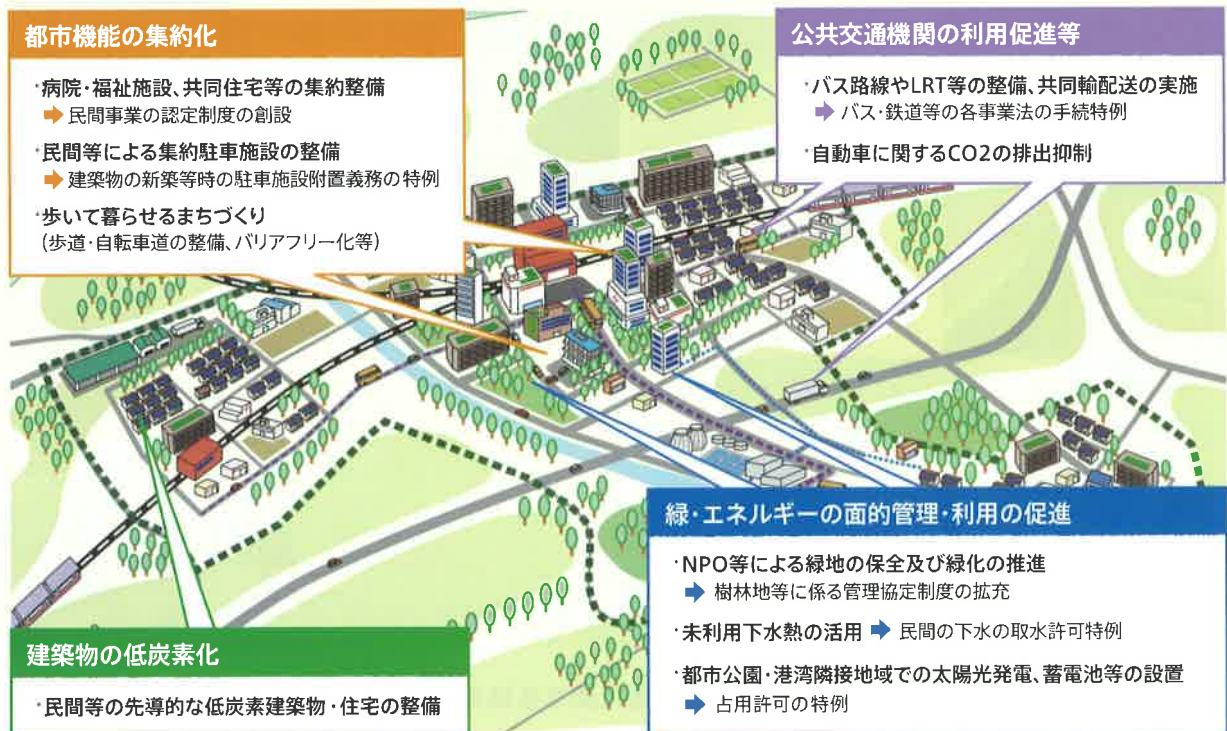 都市機能の集約化
・病院・福祉施設、共同住宅等の集約整備
➡ 民間事業の認定制度の創設
・民間等による集約駐車施設の整備
➡ 建築物の新築等時の駐車施設附置義務の特例
・歩いて暮らせるまちづくり
(歩道・自転車道の整備、バリアフリー化等)
公共交通機関の利用促進等
・バス路線やLRT等の整備、共同輸配送の実施
➡ バス・鉄道等の各事業法の手続特例
・自動車に関するCO2の排出抑制
緑・エネルギーの面的管理・利用の促進
・NPO等による緑地の保全及び緑化の推進
➡ 樹林地等に係る管理協定制度の拡充
・未利用下水熱の活用 ➡ 民間の下水の取水許可特例
・都市公園・港湾隣接地域での太陽光発電、蓄電池等の設置
➡ 占用許可の特例
建築物の低炭素化
・民間等の先導的な低炭素建築物・住宅の整備